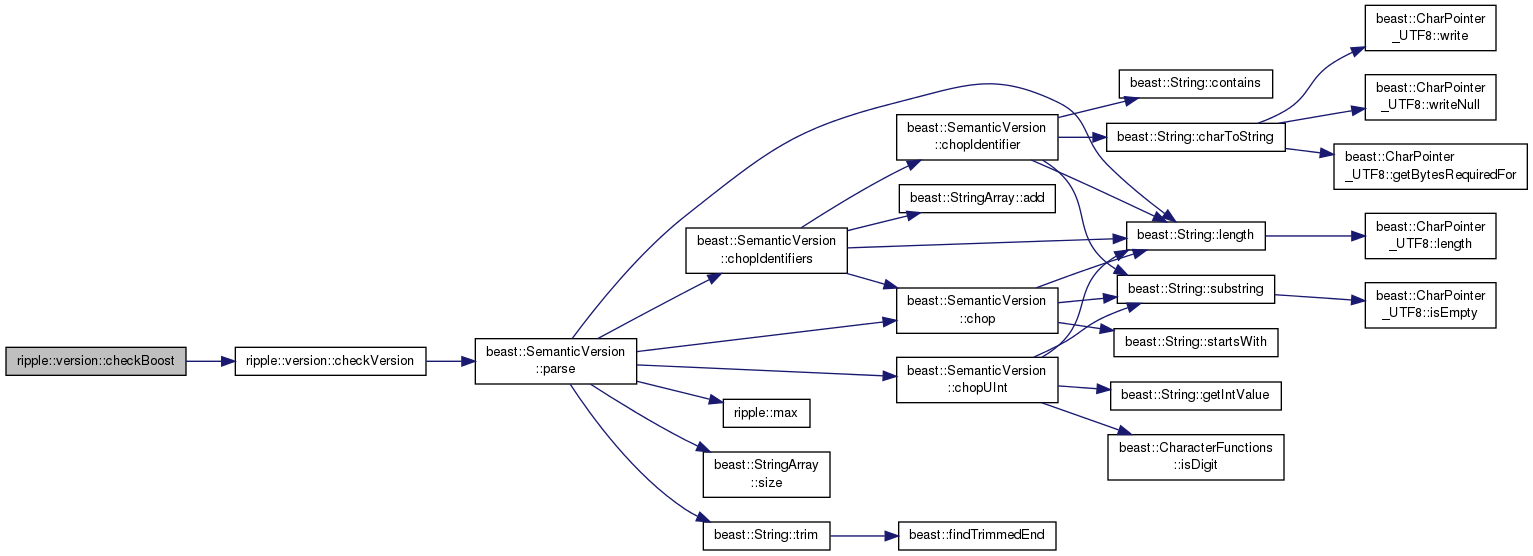 ripple::version::checkBoost
ripple::version::checkVersion
beast::SemanticVersion
::parse
beast::SemanticVersion
::chopIdentifiers
ripple::max
beast::StringArray
::size
beast::String::trim
beast::SemanticVersion
::chopIdentifier
beast::StringArray::add
beast::SemanticVersion
::chop
beast::SemanticVersion
::chopUInt
beast::findTrimmedEnd
beast::String::contains
beast::String::charToString
beast::String::length
beast::String::substring
beast::String::startsWith
beast::String::getIntValue
beast::CharacterFunctions
::isDigit
beast::CharPointer
_UTF8::write
beast::CharPointer
_UTF8::writeNull
beast::CharPointer
_UTF8::getBytesRequiredFor
beast::CharPointer
_UTF8::length
beast::CharPointer
_UTF8::isEmpty